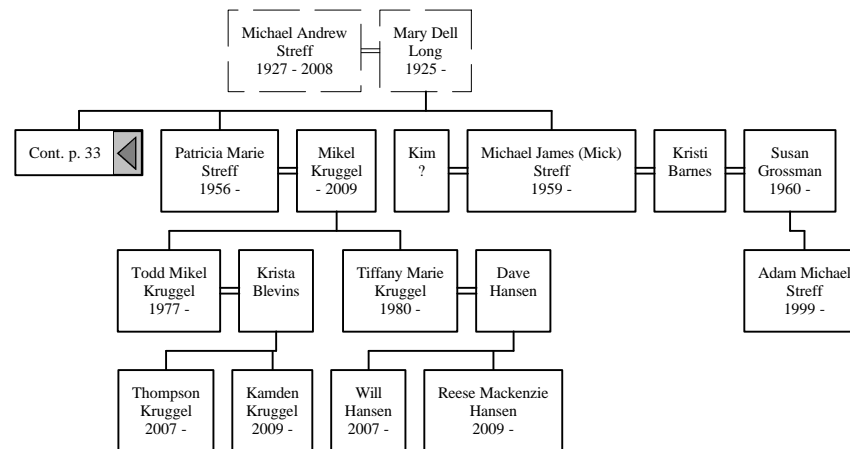 Michael Andrew
Streff
1927 - 2008
Mary Dell
Long
1925 -
Cont. p. 33
Patricia Marie
Streff
1956 -
Mikel
Kruggel
- 2009
Kim
?
Michael James (Mick)
Streff
1959 -
Kristi
Barnes
Susan
Grossman
1960 -
Todd Mikel
Kruggel
1977 -
Krista
Blevins
Tiffany Marie
Kruggel
1980 -
Dave
Hansen
Adam Michael
Streff
1999 -
Thompson
Kruggel
2007 -
Kamden
Kruggel
2009 -
Will
Hansen
2007 -
Reese Mackenzie
Hansen
2009 -